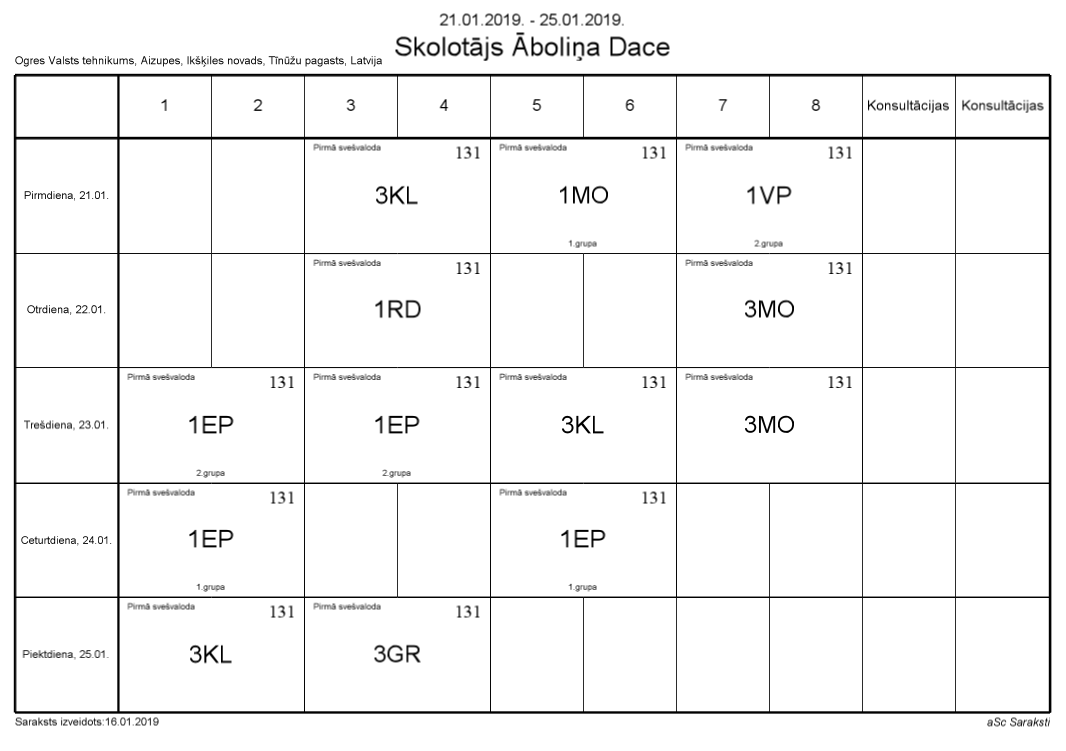 21.01.2019. - 25.01.2019.
Skolotājs Āboliņa Dace
Ogres Valsts tehnikums, Aizupes, Ikšķiles novads, Tīnūžu pagasts, Latvija
1 2 3 4 5 6 7 8 Konsultācijas Konsultācijas
Pirmā svešvaloda 131 Pirmā svešvaloda 131 Pirmā svešvaloda 131
Pirmdiena, 21.01. 3KL 1MO 1VP
1.grupa 2.grupa
Pirmā svešvaloda 131 Pirmā svešvaloda 131
Otrdiena, 22.01. 1RD 3MO
Pirmā svešvaloda 131 Pirmā svešvaloda 131 Pirmā svešvaloda 131 Pirmā svešvaloda 131
Trešdiena, 23.01. 1EP 1EP 3KL 3MO
2.grupa 2.grupa
Pirmā svešvaloda 131 Pirmā svešvaloda 131
Ceturtdiena, 24.01. 1EP 1EP
1.grupa 1.grupa
Pirmā svešvaloda 131 Pirmā svešvaloda 131
Piektdiena, 25.01. 3KL 3GR
Saraksts izveidots:16.01.2019 aSc Saraksti